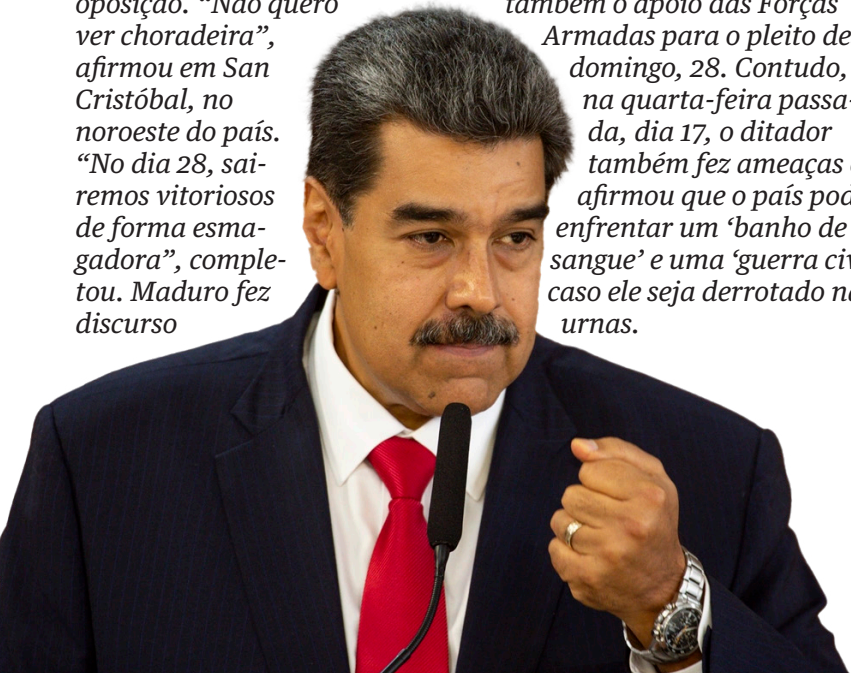 oposição. “Não quero
ver choradeira”,
afirmou em San
Cristóbal, no
noroeste do país.
“No dia 28, sai-
remos vitoriosos
de forma esma-
gadora”, comple-
tou. Maduro fez
discurso
também o apoio das Forças
Armadas para o pleito de
domingo, 28. Contudo,
na quarta-feira passa-
da, dia 17, o ditador
também fez ameaças
afirmou que o país
enfrentar um ‘banho de
sangue’ e uma ‘guerra
caso ele seja derrotado
urnas.